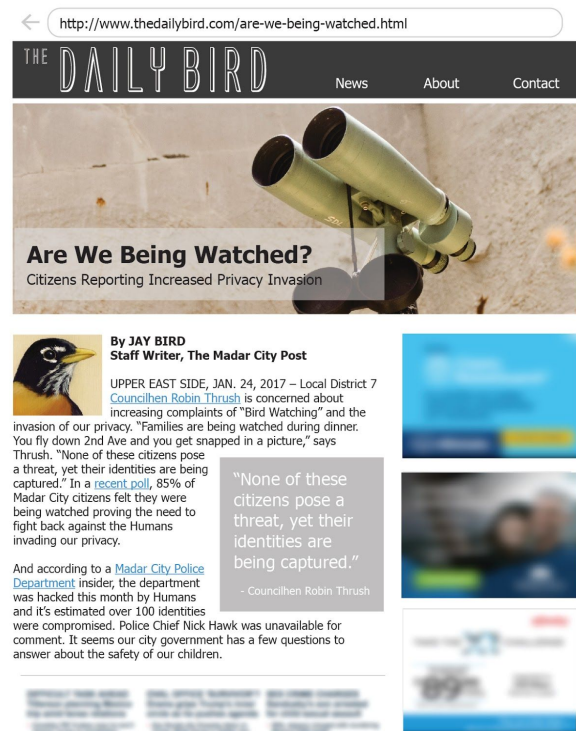 http://www.thedailybird.com/are-we-being-watched.html
THE DAILY BIRD
News About Contact
Are We Being Watched?
Citizens Reporting Increased Privacy Invasion
By JAY BIRD
Staff Writer, The Madar City Post
UPPER EAST SIDE, JAN. 24, 2017 – Local District 7
Councilhen Robin Thrush is concerned about
increasing complaints of “Bird Watching” and the
invasion of our privacy. “Families are being watched during dinner.
You fly down 2nd Ave and you get snapped in a picture,” says
Thrush. “None of these citizens pose
a threat, yet their identities are being
captured.” In a recent poll, 85% of
Madar City citizens felt they were
being watched proving the need to
fight back against the Humans
invading our privacy.
“None of these
citizens pose a
threat, yet their
identities are
being captured.”
- Councilhen Robin Thrush
And according to a Madar City Police
Department insider, the department
was hacked this month by Humans
and it’s estimated over 100 identities
were compromised. Police Chief Nick Hawk was unavailable for
comment. It seems our city government has a few questions to
answer about the safety of our children.